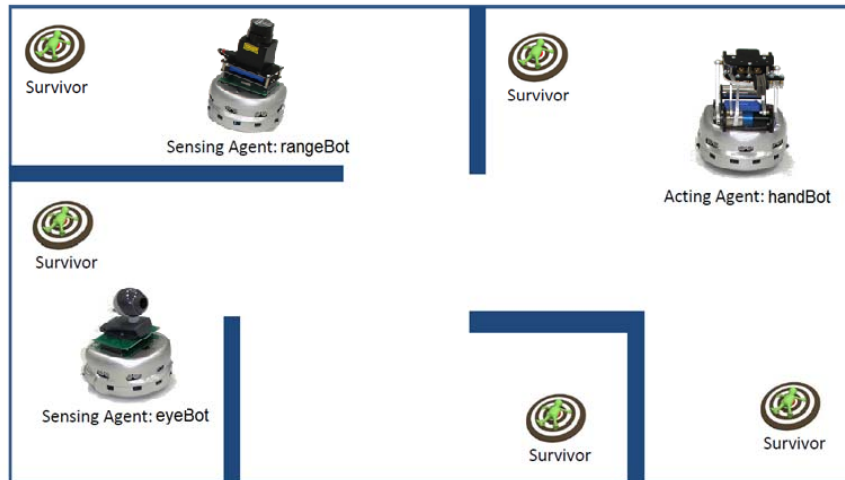 Survivor
Sensing Agent: rangeBot
Survivor
Acting Agent: handBot
Survivor
Sensing Agent: eyeBot
Survivor
Survivor